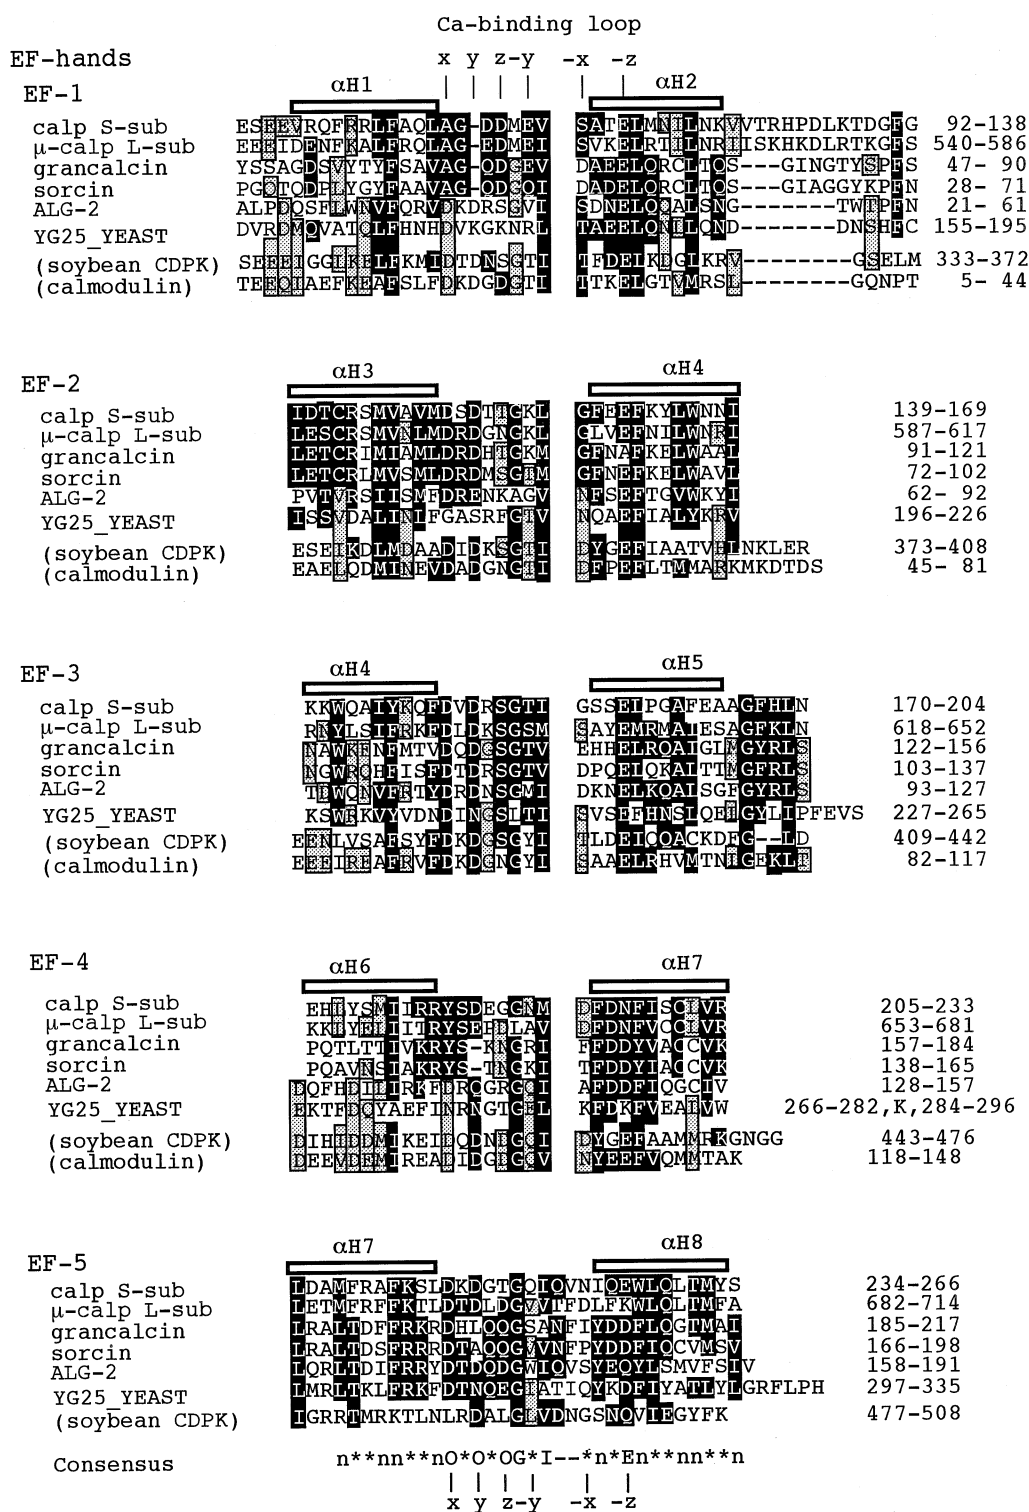 Ca-binding loop
EF-hands x y z -y -x -z
EF-1 αH1 αH2
calp S-sub ESEEVRQFRRLFAQLAG-DDMEV SATELMNILNKVVTRHPDLKTDGFG 92-138
μ-calp L-sub EEEIDENFKALFRQLAG-EDMEI SVKELRTILNRIISKHKDLRTKGFS 540-586
grancalcin YSSAGDSVYTYFSAVAG-QDGEV DAEELQRCLTQS---GINGTYSPFS 47- 90
sorcin PGQTQDPLYGYFAAVAG-QDGQI DADELQRCLTQS---GIAGGYKPFN 28- 71
ALG-2 ALPDQSFLWNVFQRVDKDRSGVI SDNELQQALSNG-------TWTPFN 21- 61
YG25_YEAST DVRDMQVATQLFHNHDVKGKNRL TAEELQNLLQND-------DNSHFC 155-195
(soybean CDPK) SEEEIGGLKELFKMIDTDNSGTI TFDELKDGLKRV--------GSELM 333-372
(calmodulin) TEEQIAEFKEAFSLFDKDGDGTI TTKELGTVMRSL--------GQNPT 5- 44
EF-2 αH3 αH4
calp S-sub IDTCRSMVAVMDSDTTGKL GFEEFKYLWNNI 139-169
μ-calp L-sub LESCRSMVNLMDRDGNGKL GLVEFNILWNRI 587-617
grancalcin LETCRIMIAMLDRDHTGKM GFNAFKELWAAL 91-121
sorcin LETCRLMVSMLDRDMSGTM GFNEFKELWAVL 72-102
ALG-2 PVTVRSIISMFDRENKAGV NFSEFTGVWKYI 62- 92
YG25_YEAST ISSVDALINLFGASRFGTV NQAEFIALYKRV 196-226
(soybean CDPK) ESEIKDLMDAADIDKSGTI DYGEFIAATVHLNKLER 373-408
(calmodulin) EAELQDMINEVDADGNGTI DFPEFLTMMARKMKDTDS 45- 81
EF-3 αH4 αH5
calp S-sub KKWQAIYKQFDVDRSGTI GSSELPGAFEAAGFHLN 170-204
μ-calp L-sub RNYLSIFRKFDLDKSGSM SAYEMRMAIESAGFKLN 618-652
grancalcin NAWKENFMTVDQDGSGTV EHHELRQAIGLMGYRLS 122-156
sorcin NGWRQHFISFDTDRSGTV DPQELQKALTTMGFRLS 103-137
ALG-2 TDWQNVFRTYDRDNSGMI DKNELKQALSGFGYRLS 93-127
YG25_YEAST KSWRKVYVDNDINGSLTI SVSEFHNSLQELGYLIPFEVS 227-265
(soybean CDPK) EENLVSAFSYFDKDGSGYI TLDEIQQACKDFG--LD 409-442
(calmodulin) EEEIREAFRVFDKDGNGYI SAAELRHVMTNLGEKLT 82-117
EF-4 αH6 αH7
calp S-sub EHLYSMIIRRYSDEGGNM DFDNFISCLVR 205-233
μ-calp L-sub KKLYELIITRYSEPDLAV DFDNFVCCLVR 653-681
grancalcin PQTLTTIVKRYS-KNGRI FFDDYVACCVK 157-184
sorcin PQAVNSIAKRYS-TNGKI TFDDYIACCVK 138-165
ALG-2 DQFHDILIRKFDRQGRGQI AFDDFIQGCIV 128-157
YG25_YEAST EKTFDQYAEFINRNGTGEL KFDKFVEALVW 266-282,K,284-296
(soybean CDPK) DIHIDDMIKEIDQDNDGQI DYGEFAAMMRKGNGG 443-476
(calmodulin) DEEVDEMIREADIDGDGQV NYEEFVQMMTAK 118-148
EF-5 αH7 αH8
calp S-sub LDAMFRAFKSLDKDGTGQIQVNIQEWLQLTMYS 234-266
μ-calp L-sub LETMFRFFKTLDTDLDGVVTFDLFKWLQLTMFA 682-714
grancalcin LRALTDFFRKRDHLQQGSANFIYDDFLQGTMAI 185-217
sorcin LRALTDSFRRRDTAQQGVVNFPYDDFIQCVMSV 166-198
ALG-2 LQRLTDIFRRYDTDQDGWIQVSYEQYLSMVFSIV 158-191
YG25_YEAST LMRLTKLFRKFDTNQEGIATIQYKDFIYATLYLGRFLPH 297-335
(soybean CDPK) IGRRTMRKTLNLRDALGLVDNGSNQVIEGYFK 477-508
Consensus n**nn**nO*O*OG*I--*n*En**nn**n
x y z -y -x -z